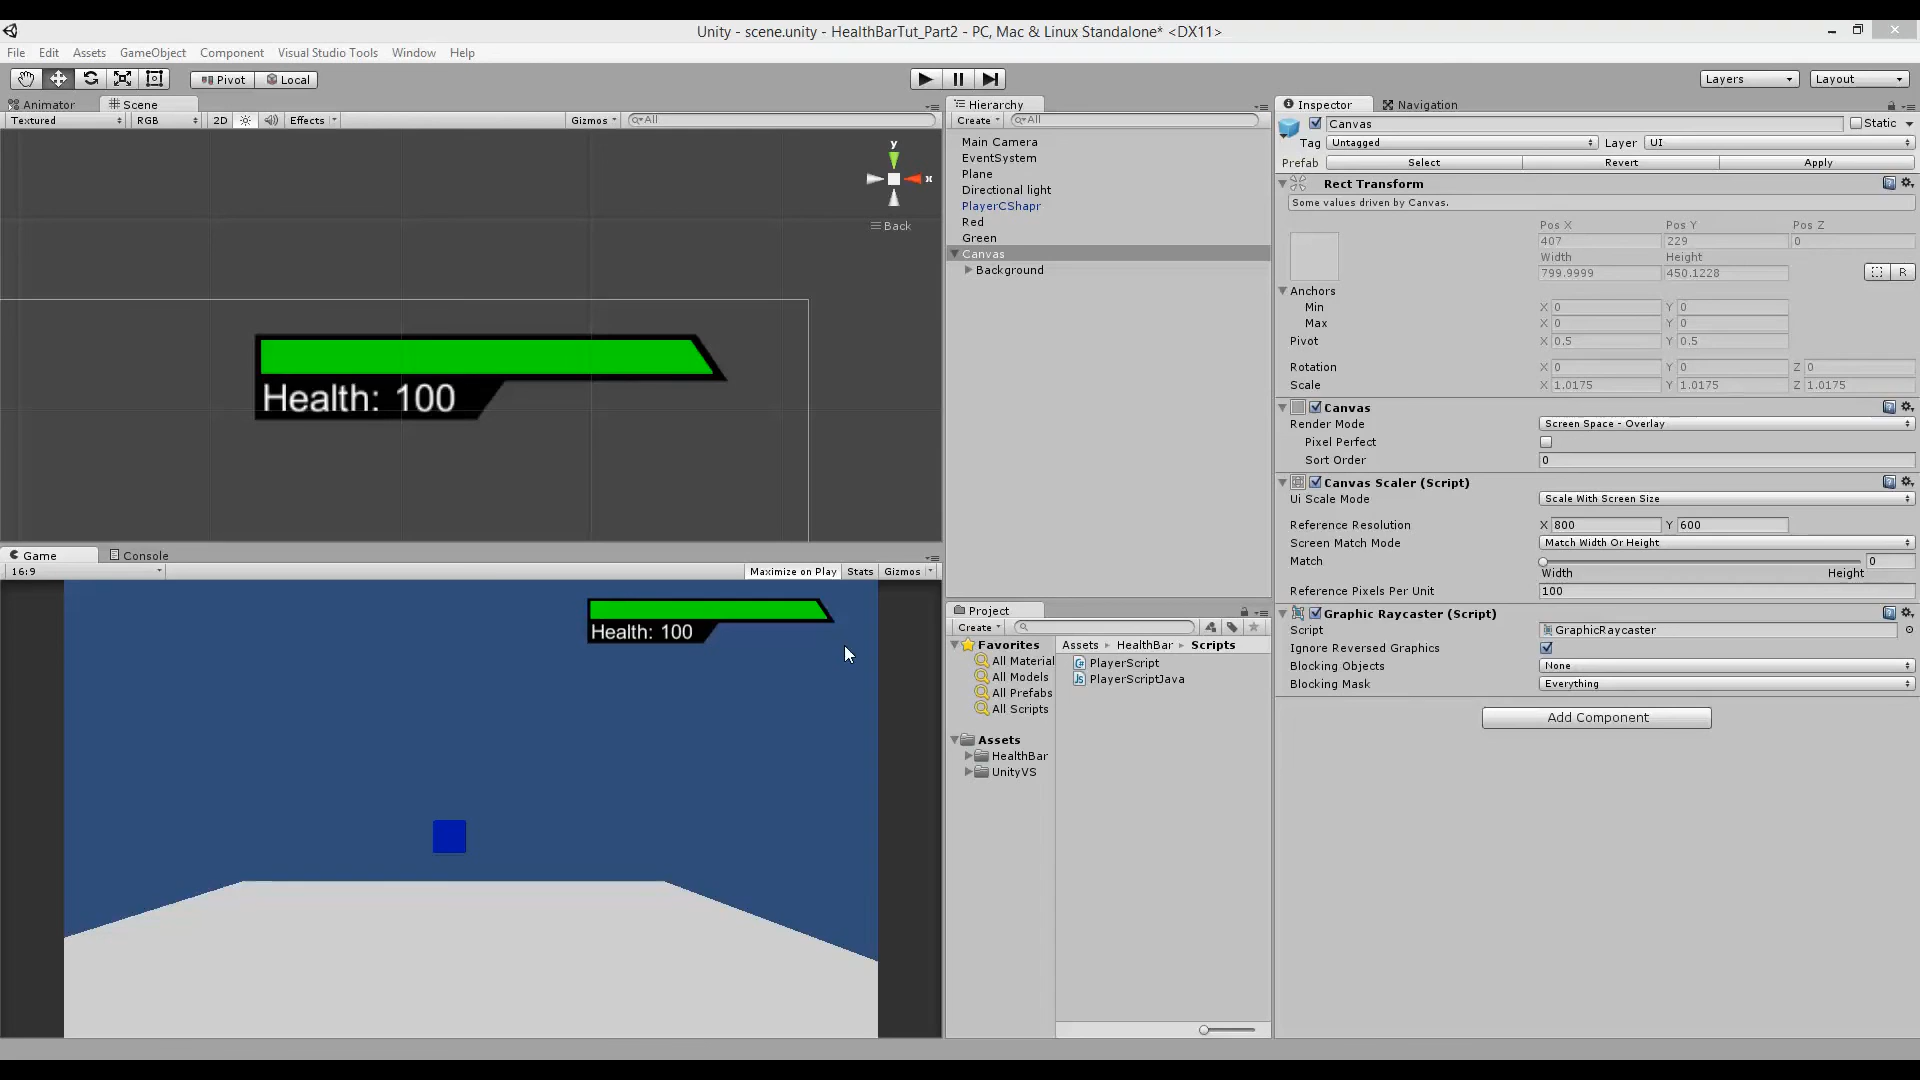 Unity - scene.unity - HealthBarTut_Part2 - PC, Mac & Linux Standalone* <DX11>
File Edit Assets GameObject Component Visual Studio Tools Window Help
Pivot Local Layers Layout
Animator Scene
Textured RGB 2D Effects Gizmos All
y
x
Back
Health: 100
Game Console
16:9 Maximize on Play Stats Gizmos
Health: 100
Hierarchy
Create All
Main Camera
EventSystem
Plane
Directional light
PlayerCShapr
Red
Green
Canvas
Background
Project
Create
Favorites
All Material
All Models
All Prefabs
All Scripts
Assets
HealthBar
UnityVS
Assets HealthBar Scripts
PlayerScript
PlayerScriptJava
Inspector Navigation
Canvas Static
Tag Untagged Layer UI
Prefab Select Revert Apply
Rect Transform
Some values driven by Canvas.
Pos X Pos Y Pos Z
407 229 0
Width Height
799.9999 450.1228 R
Anchors
Min X 0 Y 0
Max X 0 Y 0
Pivot X 0.5 Y 0.5
Rotation X 0 Y 0 Z 0
Scale X 1.0175 Y 1.0175 Z 1.0175
Canvas
Render Mode Screen Space - Overlay
Pixel Perfect
Sort Order 0
Canvas Scaler (Script)
Ui Scale Mode Scale With Screen Size
Reference Resolution X 800 Y 600
Screen Match Mode Match Width Or Height
Match 0
Width Height
Reference Pixels Per Unit 100
Graphic Raycaster (Script)
Script GraphicRaycaster
Ignore Reversed Graphics
Blocking Objects None
Blocking Mask Everything
Add Component